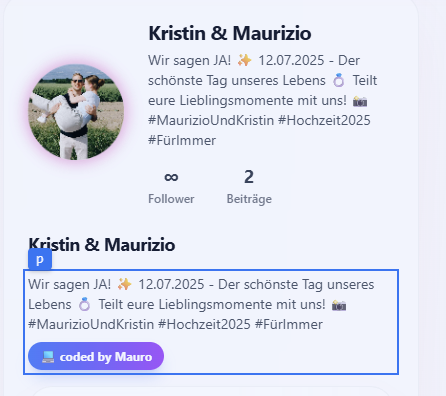 Kristin & Maurizio
Wir sagen JA! ✨ 12.07.2025 - Der
schönste Tag unseres Lebens 💍 Teilt
eure Lieblingsmomente mit uns! 📸
#MaurizioUndKristin #Hochzeit2025
#FürImmer
∞ 2
Follower Beiträge
Kristin & Maurizio
p
Wir sagen JA! ✨ 12.07.2025 - Der schönste Tag unseres
Lebens 💍 Teilt eure Lieblingsmomente mit uns! 📸
#MaurizioUndKristin #Hochzeit2025 #FürImmer
💻 coded by Mauro